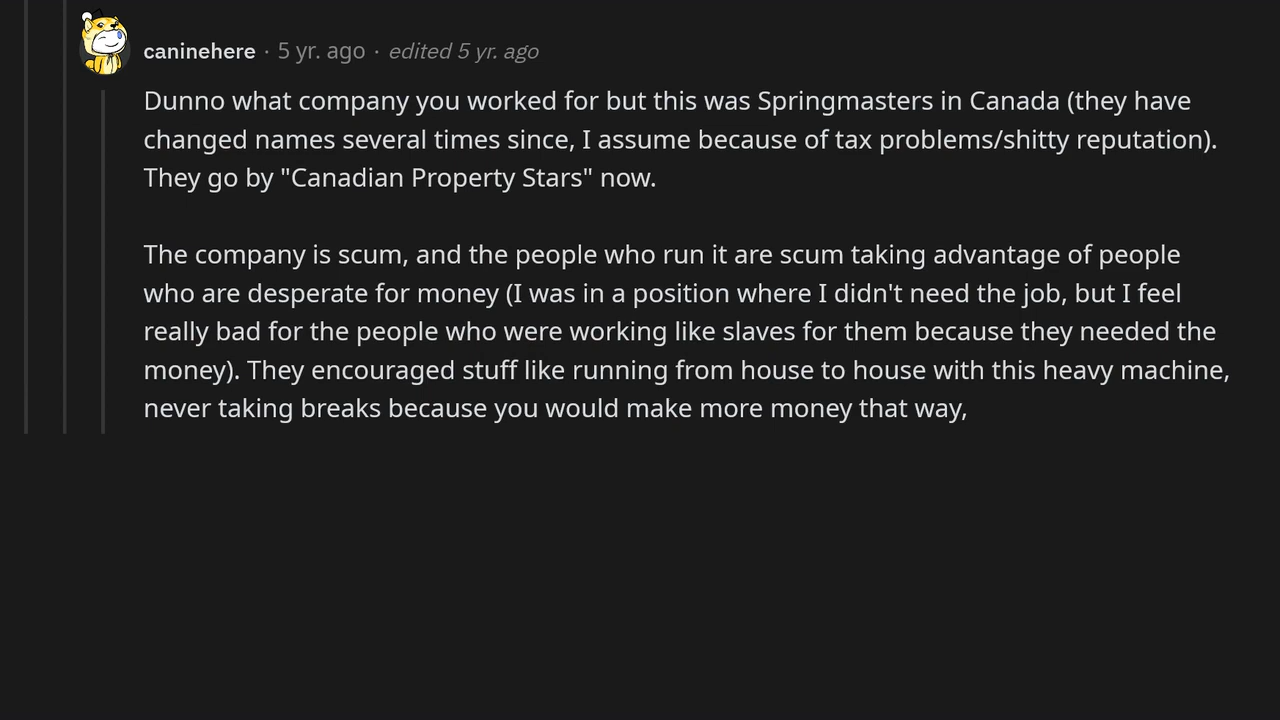 caninehere · 5 yr. ago · edited 5 yr. ago
Dunno what company you worked for but this was Springmasters in Canada (they have
changed names several times since, I assume because of tax problems/shitty reputation).
They go by "Canadian Property Stars" now.
The company is scum, and the people who run it are scum taking advantage of people
who are desperate for money (I was in a position where I didn't need the job, but I feel
really bad for the people who were working like slaves for them because they needed the
money). They encouraged stuff like running from house to house with this heavy machine,
never taking breaks because you would make more money that way,